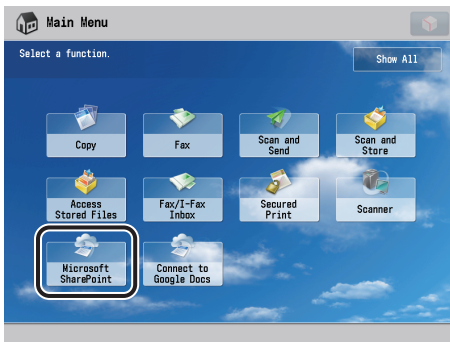 Main Menu
Select a function.
Show All
Copy
Fax
Scan and
Send
Scan and
Store
Access
Stored Files
Fax/I-Fax
Inbox
Secured
Print
Scanner
Microsoft
SharePoint
Connect to
Google Docs